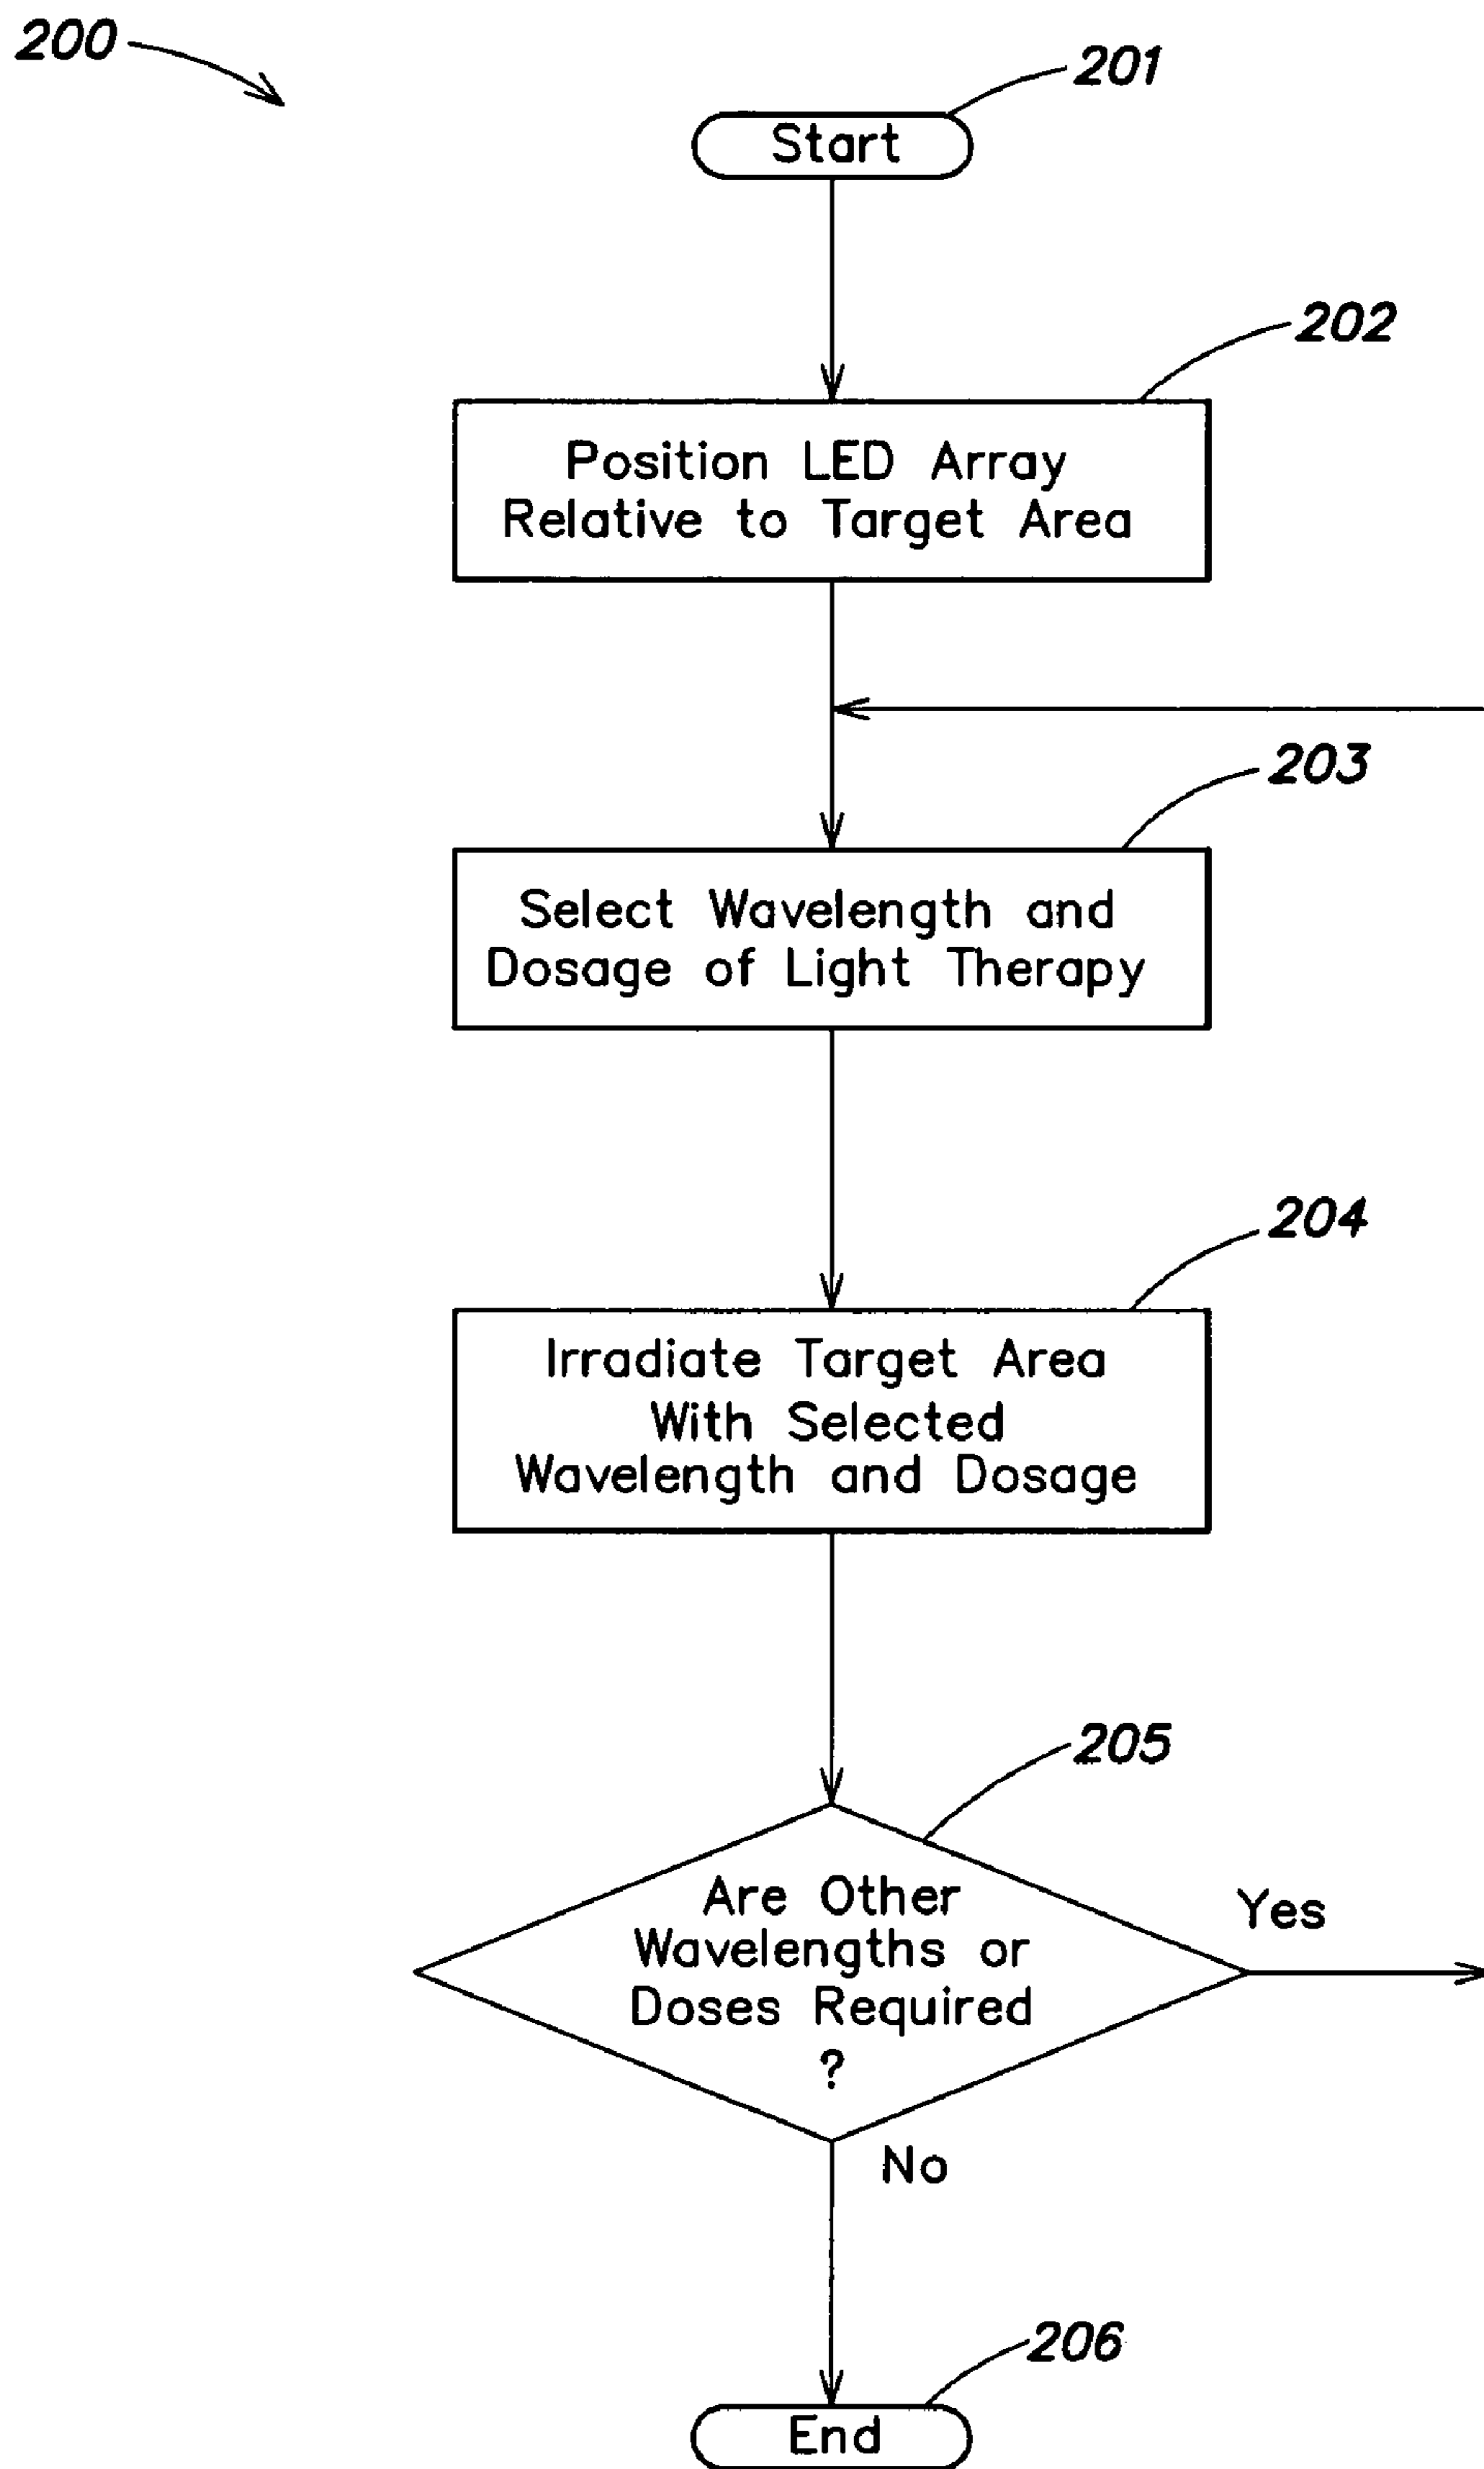 200
201
Start
202
Position LED Array
Relative to Target Area
203
Select Wavelength and
Dosage of Light Therapy
204
Irradiate Target Area
With Selected
Wavelength and Dosage
205
Are Other
Wavelengths or
Doses Required
?
Yes
No
206
End